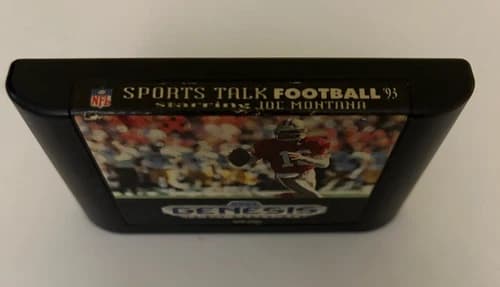 NFL
SPORTS TALK FOOTBALL '93
starring JOE MONTANA
GENESIS